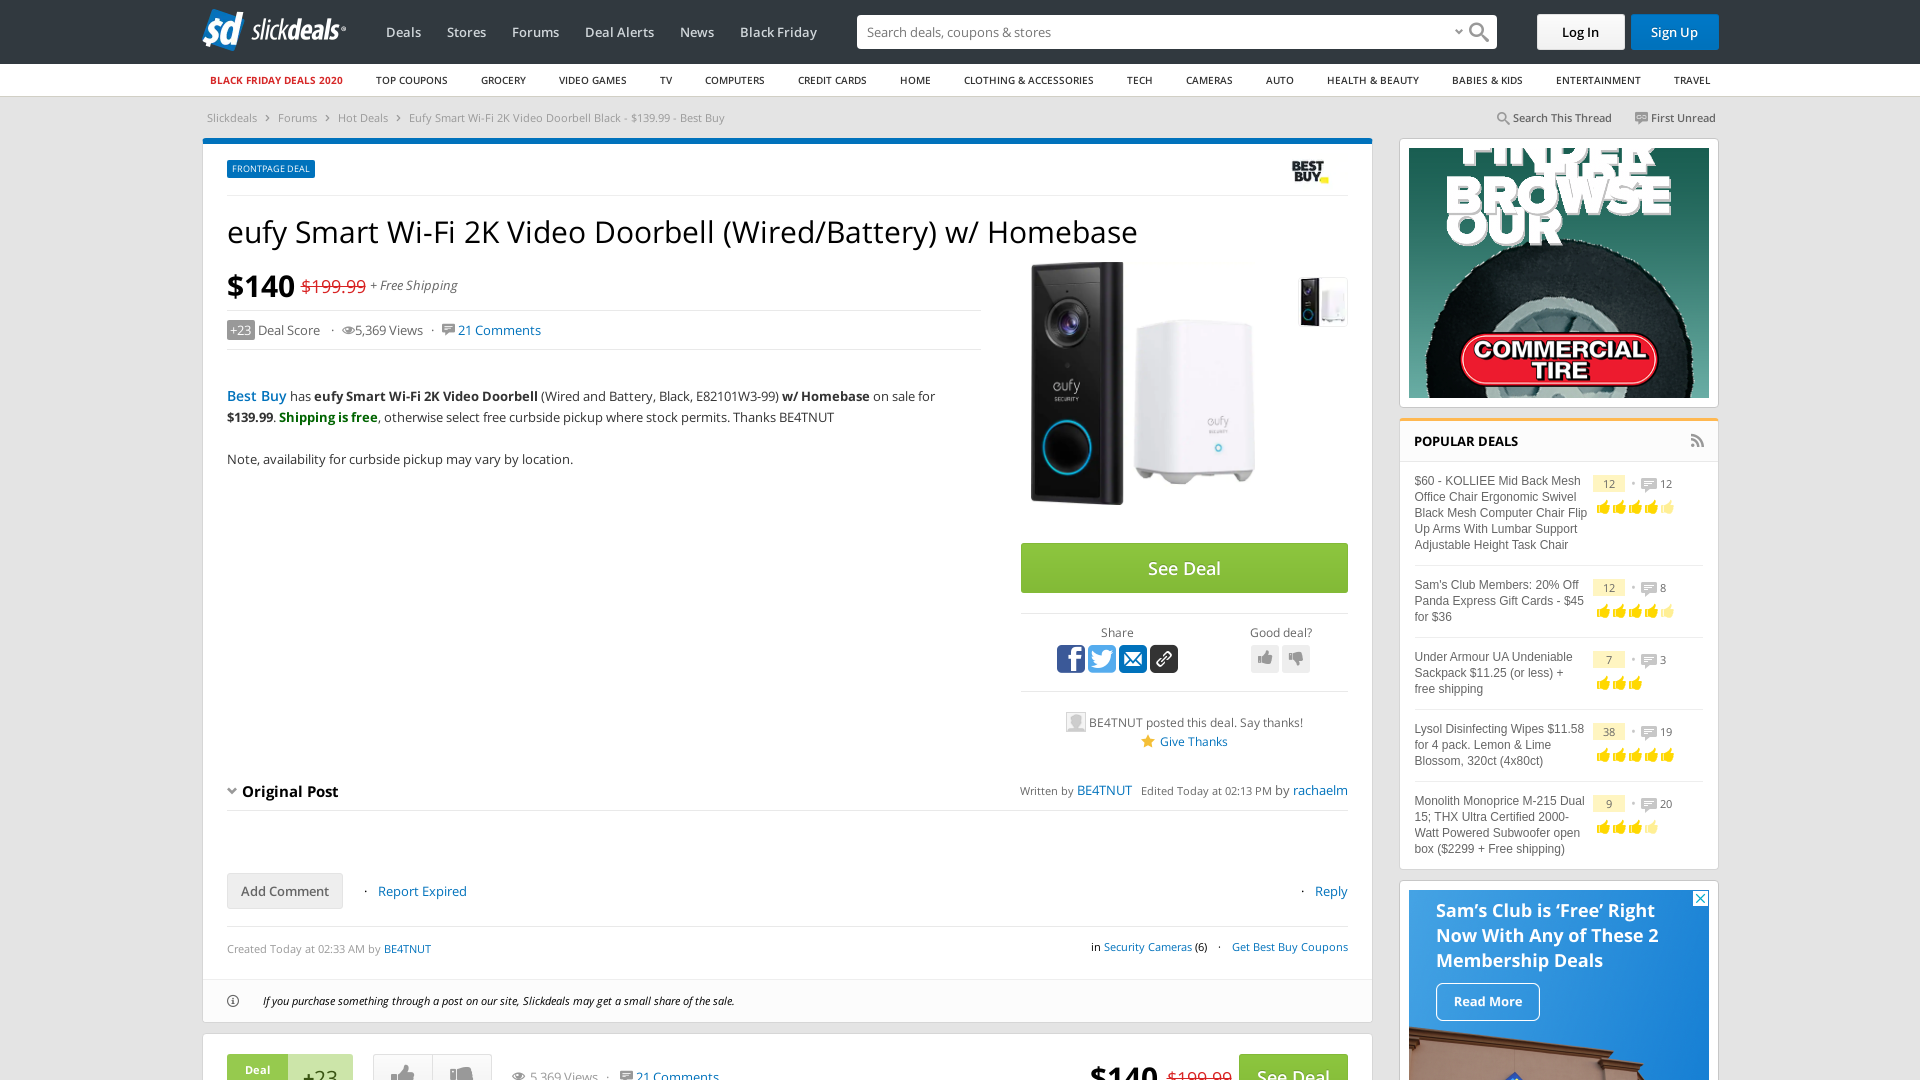 sd slickdeals
Deals Stores Forums Deal Alerts News Black Friday
Search deals, coupons & shopping
Log In
Sign Up
BLACK FRIDAY DEALS 2020 TOP COUPONS GROCERY VIDEO GAMES TV COMPUTERS CREDIT CARDS HOME CLOTHING & ACCESSORIES TECH CAMERAS AUTO HEALTH & BEAUTY BABIES & KIDS ENTERTAINMENT TRAVEL
Slickdeals › Forums › Hot Deals › Eufy Smart Wi-Fi 2K Video Doorbell Black - $139.99 - Best Buy
Search This Thread First Unread
FRONTPAGE DEAL
BEST
BUY
eufy Smart Wi-Fi 2K Video Doorbell (Wired/Battery) w/ Homebase
$140 $199.99 + Free Shipping
+23 Deal Score · 5,369 Views · 21 Comments
Best Buy has eufy Smart Wi-Fi 2K Video Doorbell (Wired and Battery, Black, E82101W3-99) w/ Homebase on sale for
$139.99. Shipping is free, otherwise select free curbside pickup where stock permits. Thanks BE4TNUT
Note, availability for curbside pickup may vary by location.
eufy
SECURITY
eufy
SECURITY
See Deal
Share
Good deal?
BE4TNUT posted this deal. Say thanks!
Give Thanks
Original Post
Written by BE4TNUT Edited Today at 02:13 PM by rachaelm
Add Comment · Report Expired
· Reply
Created Today at 02:33 AM by BE4TNUT
in Security Cameras (6) · Get Best Buy Coupons
If you purchase something through a post on our site, Slickdeals may get a small share of the sale.
Deal
+23
5,369 Views · 21 Comments
$140 $199.99 See Deal
FINDER
BROWSE
OUR
COMMERCIAL
TIRE
POPULAR DEALS
$60 - KOLLIEE Mid Back Mesh
Office Chair Ergonomic Swivel
Black Mesh Computer Chair Flip
Up Arms With Lumbar Support
Adjustable Height Task Chair
12 • 12
Sam's Club Members: 20% Off
Panda Express Gift Cards - $45
for $36
12 • 8
Under Armour UA Undeniable
Sackpack $11.25 (or less) +
free shipping
7 • 3
Lysol Disinfecting Wipes $11.58
for 4 pack. Lemon & Lime
Blossom, 320ct (4x80ct)
38 • 19
Monolith Monoprice M-215 Dual
15; THX Ultra Certified 2000-
Watt Powered Subwoofer open
box ($2299 + Free shipping)
9 • 20
Sam's Club is ‘Free’ Right
Now With Any of These 2
Membership Deals
Read More